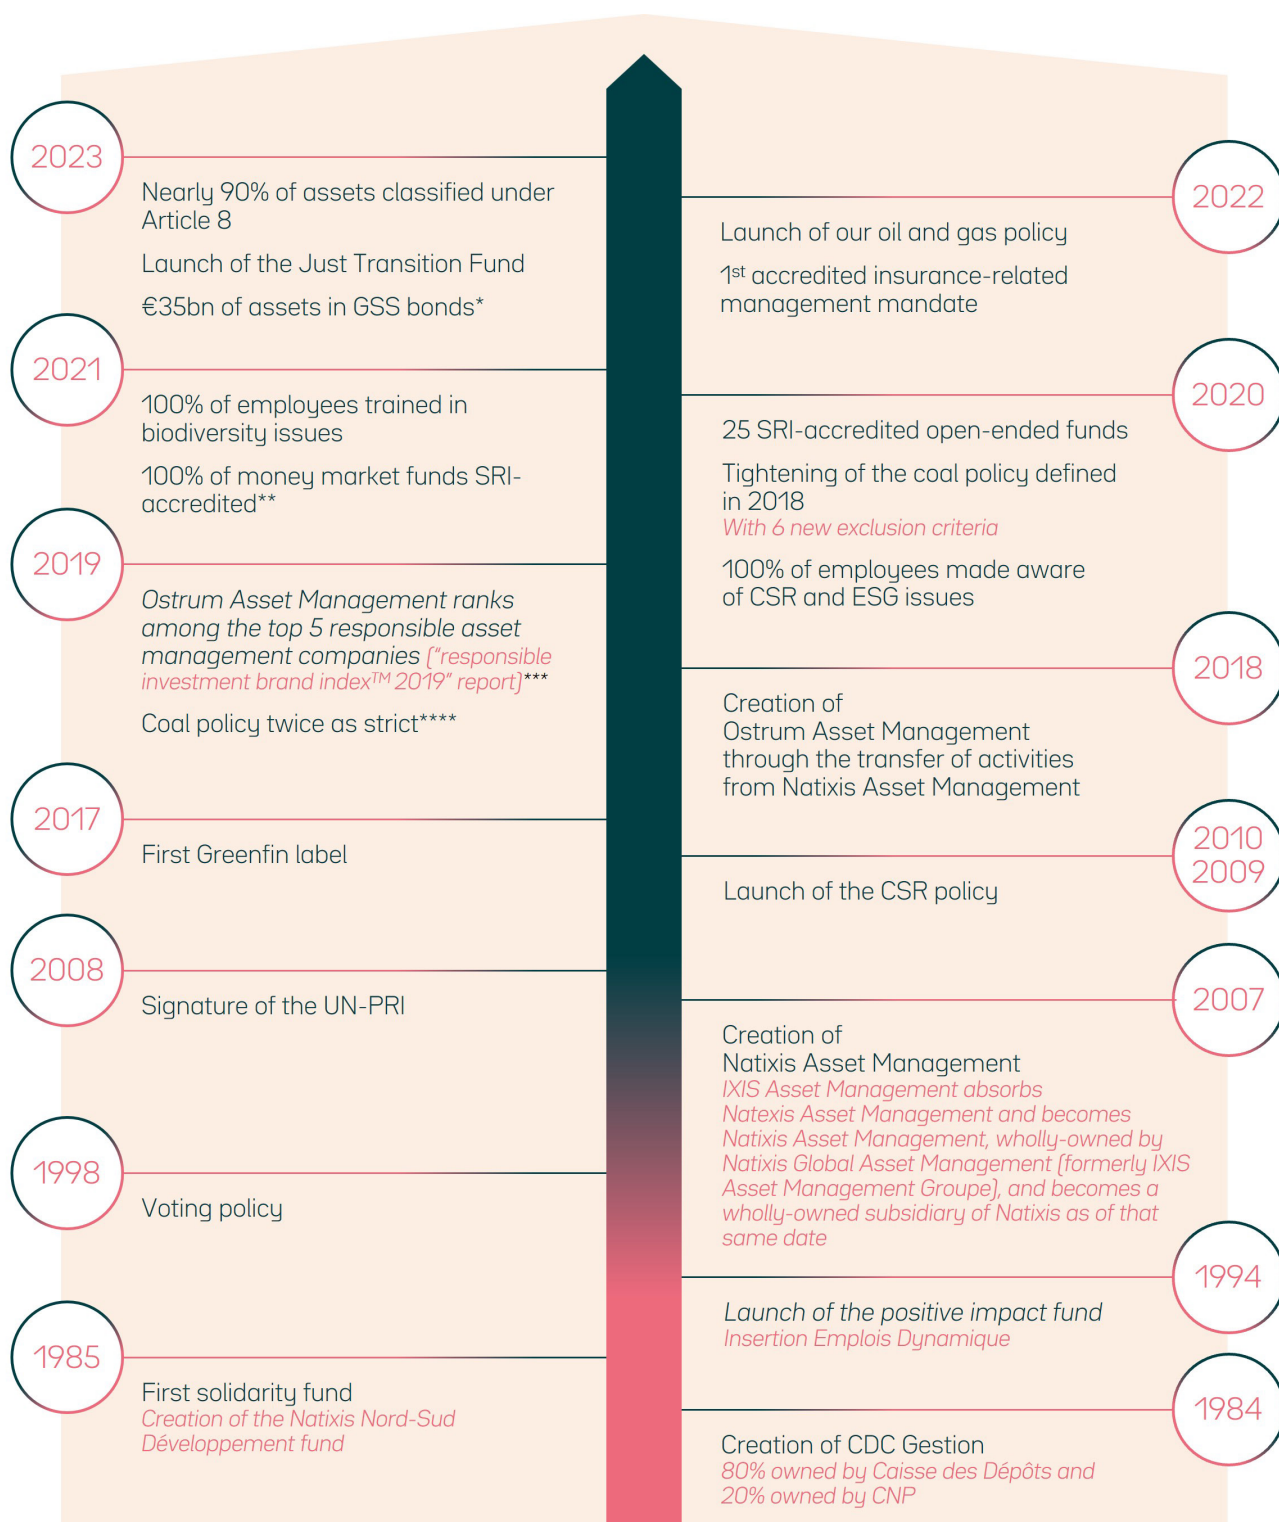 2023
Nearly 90% of assets classified under
Article 8
Launch of the Just Transition Fund
€35bn of assets in GSS bonds*
2022
Launch of our oil and gas policy
1st accredited insurance-related
management mandate
2021
100% of employees trained in
biodiversity issues
100% of money market funds SRI-
accredited**
2020
25 SRI-accredited open-ended funds
Tightening of the coal policy defined
in 2018
With 6 new exclusion criteria
100% of employees made aware
of CSR and ESG issues
2019
Ostrum Asset Management ranks
among the top 5 responsible asset
management companies (“responsible
investment brand index™ 2019” report)***
Coal policy twice as strict****
2018
Creation of
Ostrum Asset Management
through the transfer of activities
from Natixis Asset Management
2017
First Greenfin label
2010
2009
Launch of the CSR policy
2008
Signature of the UN-PRI
2007
Creation of
Natixis Asset Management
IXIS Asset Management absorbs
Natexis Asset Management and becomes
Natixis Asset Management, wholly-owned by
Natixis Global Asset Management (formerly IXIS
Asset Management Groupe), and becomes a
wholly-owned subsidiary of Natixis as of that
same date
1998
Voting policy
1994
Launch of the positive impact fund
Insertion Emplois Dynamique
1985
First solidarity fund
Creation of the Natixis Nord-Sud
Développement fund
1984
Creation of CDC Gestion
80% owned by Caisse des Dépôts and
20% owned by CNP